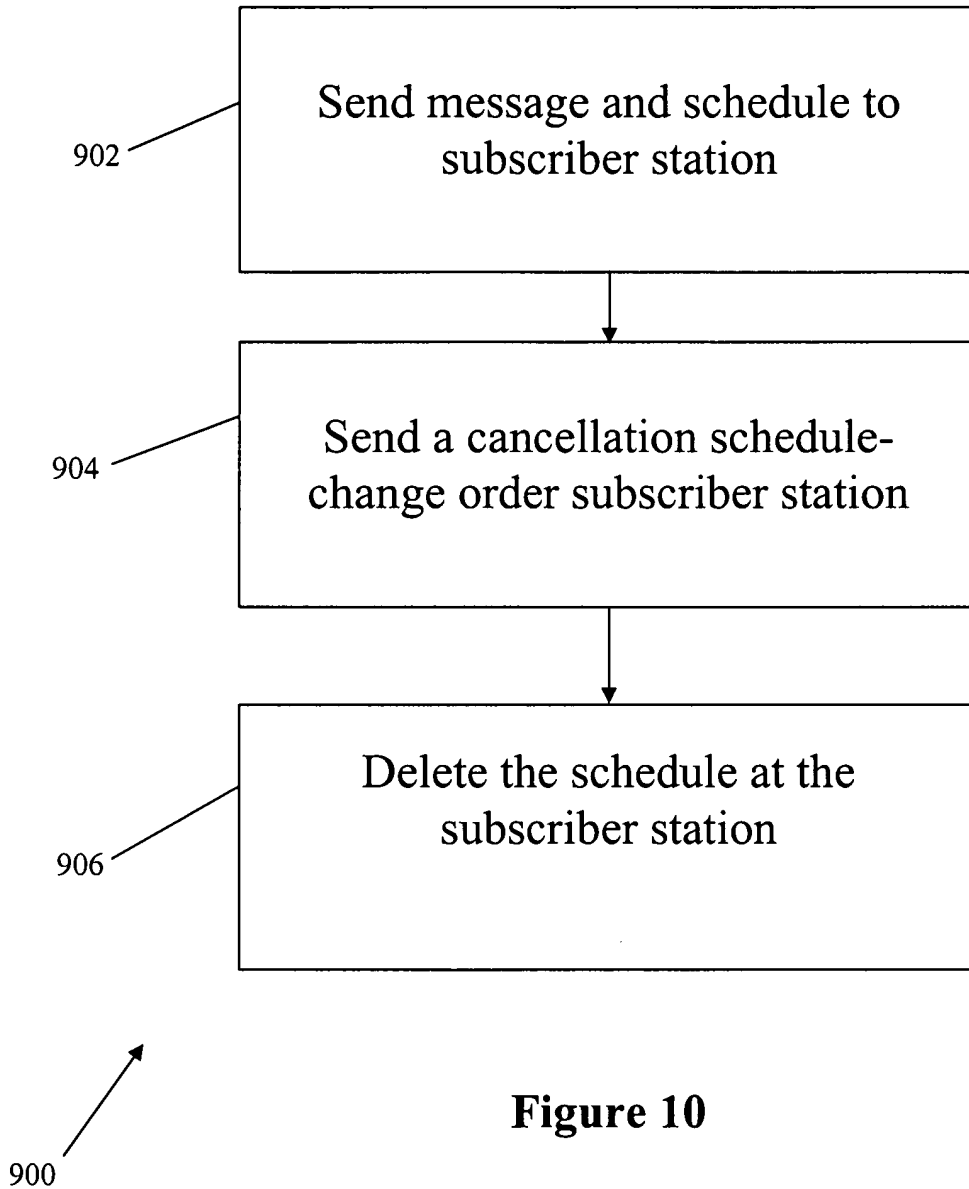 Send message and schedule to
subscriber station
902
Send a cancellation schedule-
change order subscriber station
904
Delete the schedule at the
subscriber station
906
Figure 10
900